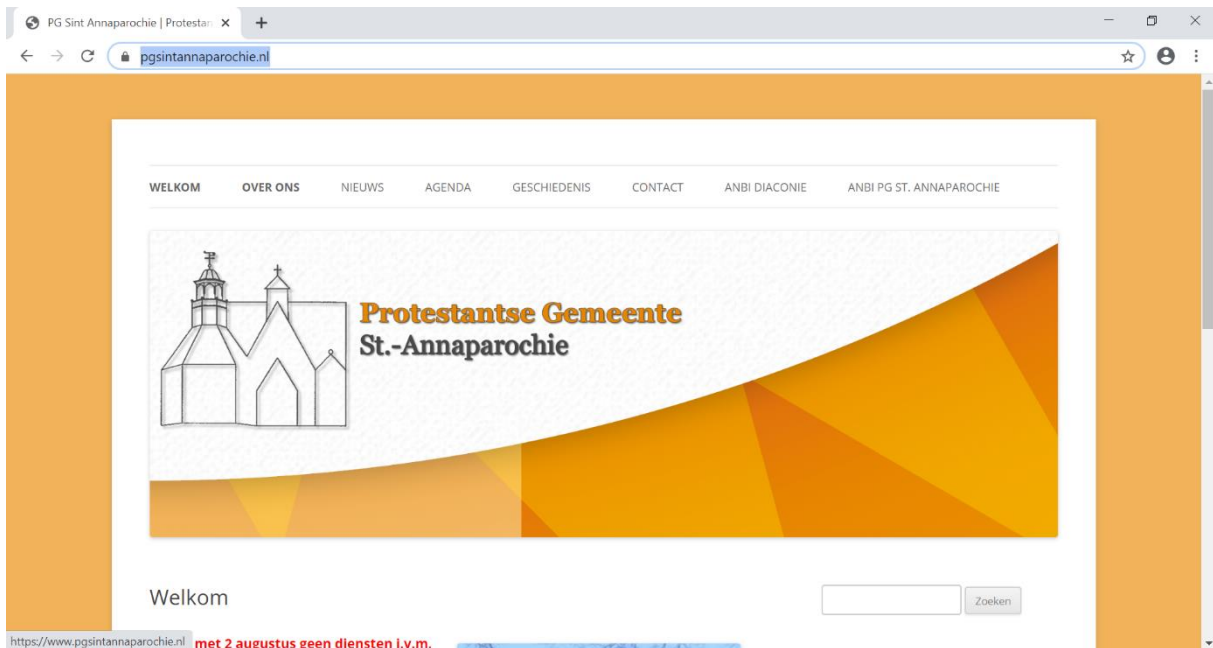 PG Sint Annaparochie | Protestan
pgsintannaparochie.nl
WELKOM OVER ONS NIEUWS AGENDA GESCHIEDENIS CONTACT ANBI DIACONIE ANBI PG ST. ANNAPAROCHIE
Protestantse Gemeente
St.-Annaparochie
Welkom
Zoeken
met 2 augustus geen diensten i.v.m.
https://www.pgsintannaparochie.nl